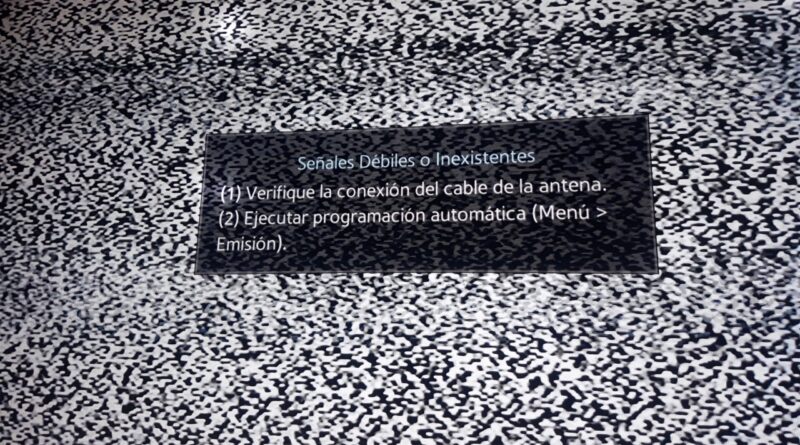 Señales Débiles o Inexistentes
(1) Verifique la conexión del cable de la antena.
(2) Ejecutar programación automática (Menú >
Emisión).